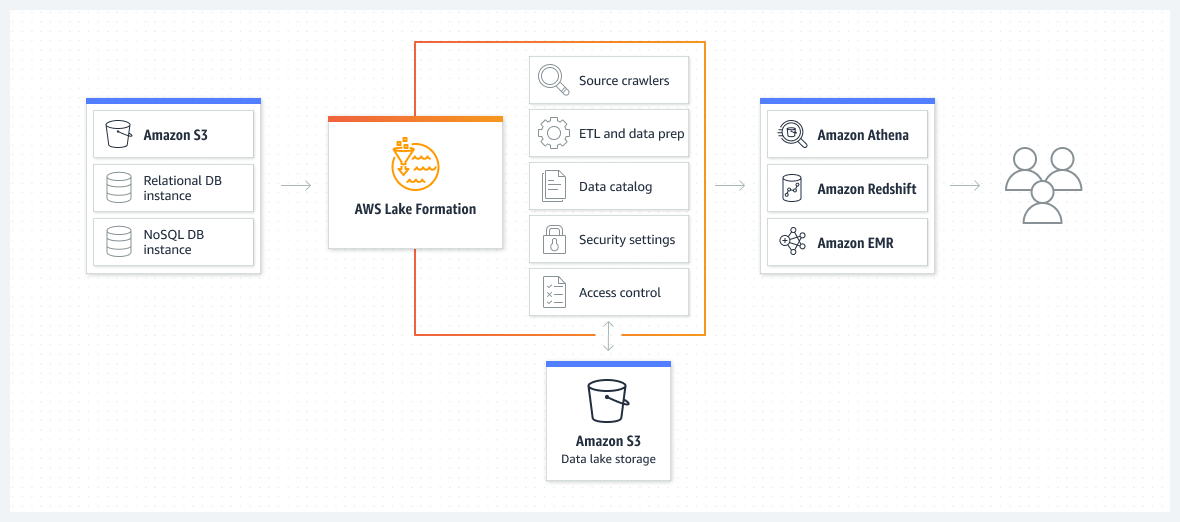 Amazon S3
Relational DB
instance
NoSQL DB
instance
AWS Lake Formation
Source crawlers
ETL and data prep
Data catalog
Security settings
Access control
Amazon S3
Data lake storage
Amazon Athena
Amazon Redshift
Amazon EMR